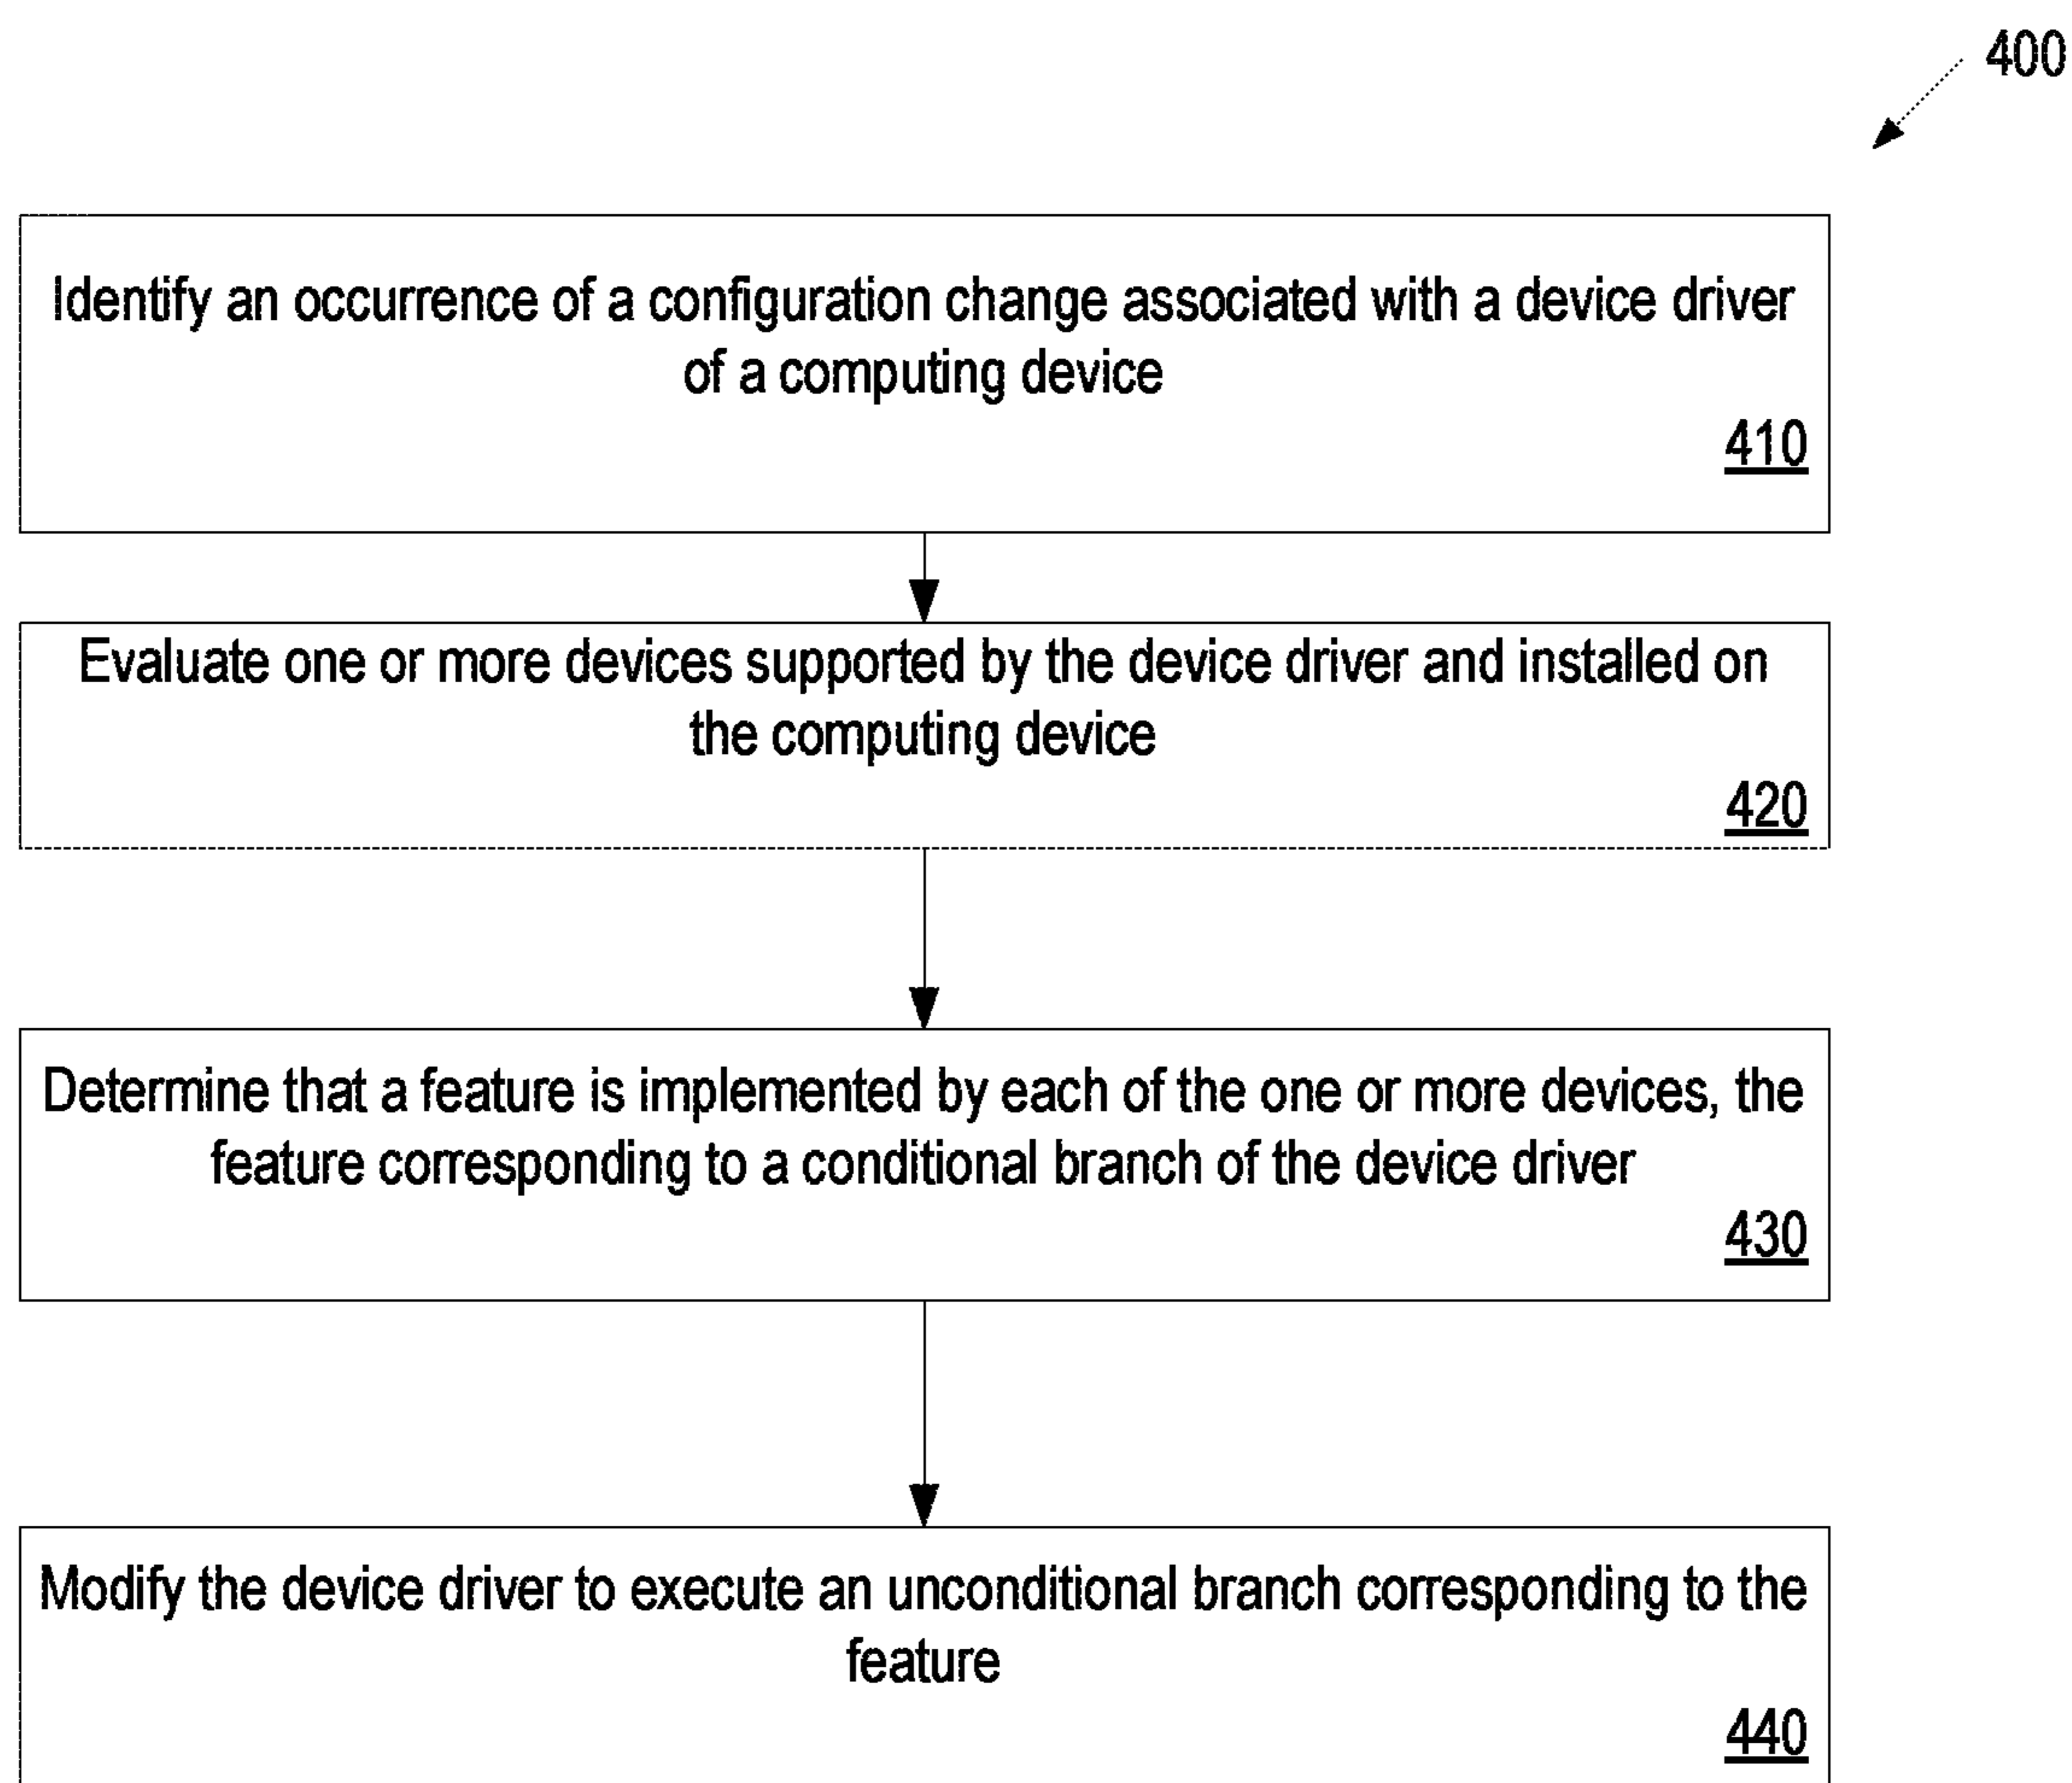 400
Identify an occurrence of a configuration change associated with a device driver
of a computing device
410
Evaluate one or more devices supported by the device driver and installed on
the computing device
420
Determine that a feature is implemented by each of the one or more devices, the
feature corresponding to a conditional branch of the device driver
430
Modify the device driver to execute an unconditional branch corresponding to the
feature
440